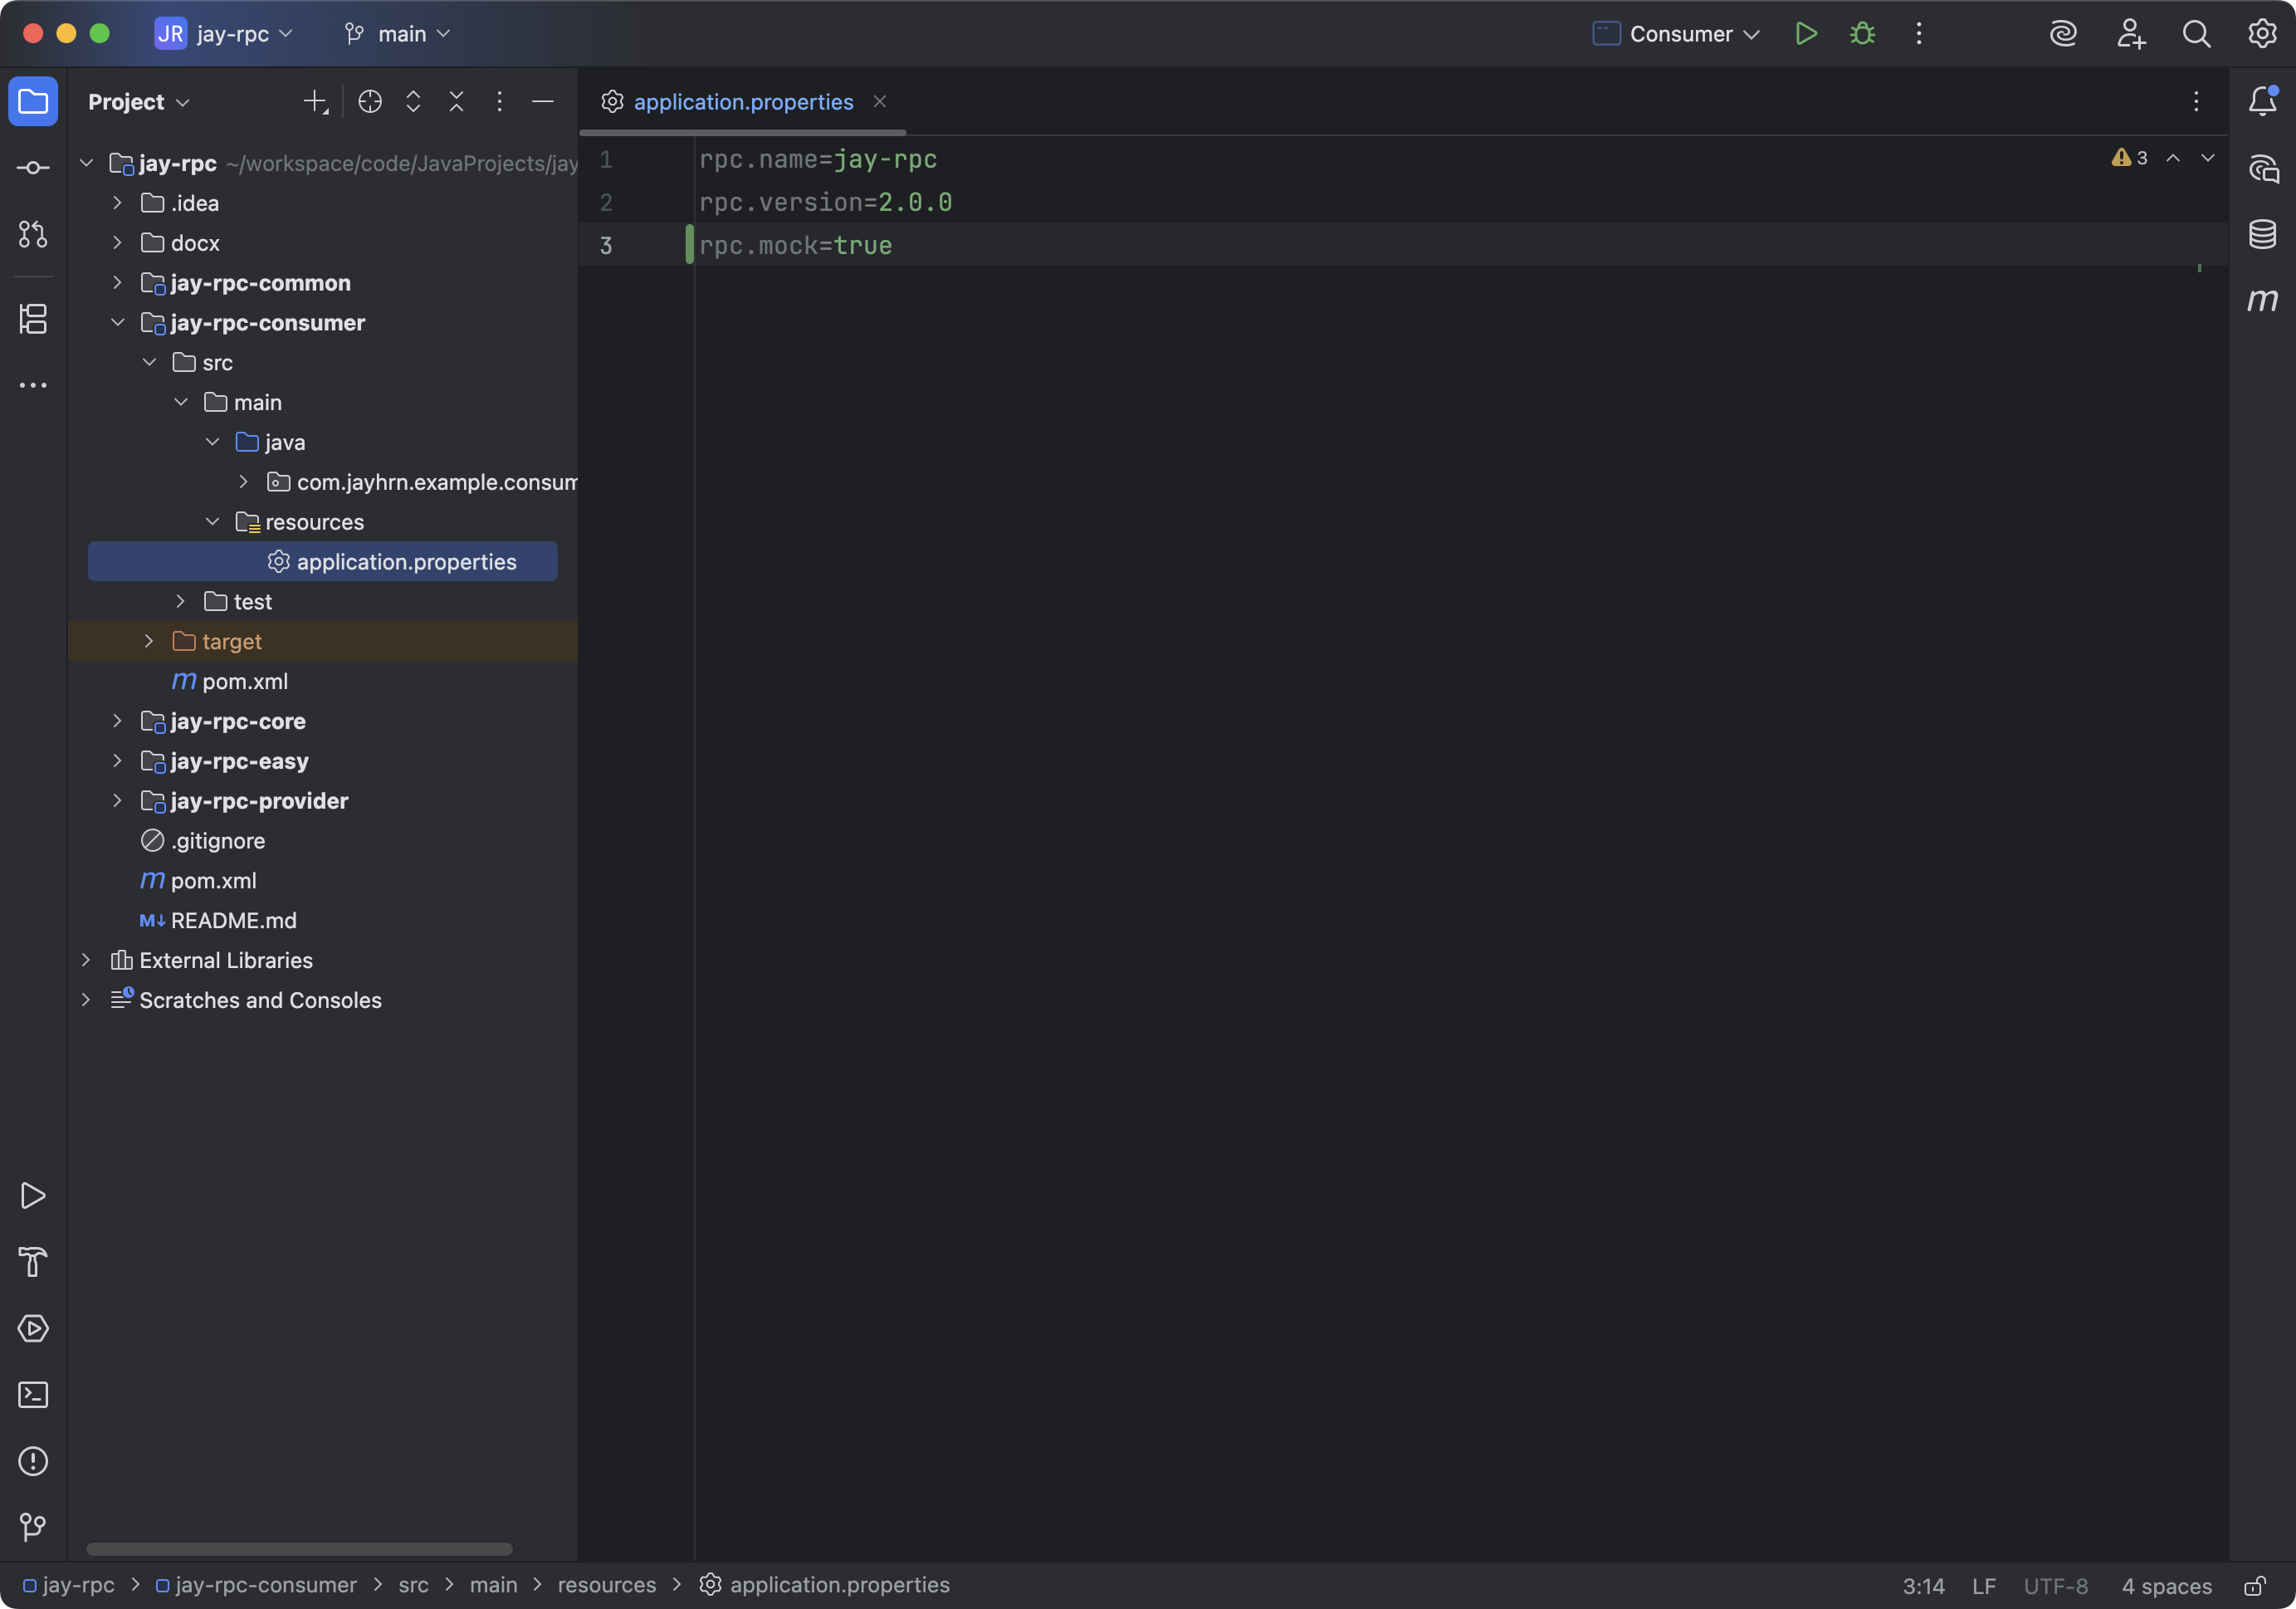 JR jay-rpc main Consumer
Project
jay-rpc ~/workspace/code/JavaProjects/jay
.idea
docx
jay-rpc-common
jay-rpc-consumer
src
main
java
com.jayhrn.example.consum
resources
application.properties
test
target
m pom.xml
jay-rpc-core
jay-rpc-easy
jay-rpc-provider
.gitignore
m pom.xml
M↓ README.md
External Libraries
Scratches and Consoles
application.properties
1 rpc.name=jay-rpc
2 rpc.version=2.0.0
3 rpc.mock=true
3
m
jay-rpc > jay-rpc-consumer > src > main > resources > application.properties
3:14 LF UTF-8 4 spaces